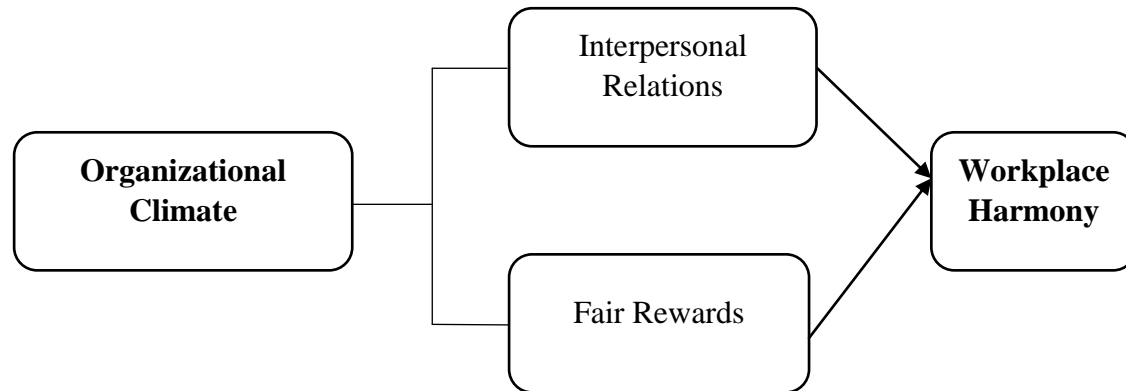 Interpersonal
Relations
Organizational
Climate
Workplace
Harmony
Fair Rewards